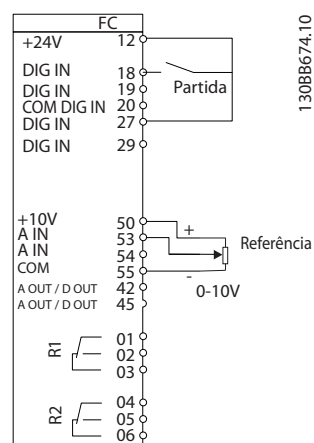 FC
+24V 12
DIG IN 18
DIG IN 19
COM DIG IN 20
DIG IN 27
DIG IN 29
Partida
+10V 50
A IN 53
A IN 54
COM 55
A OUT / D OUT 42
A OUT / D OUT 45
+
-
Referência
0-10V
R1
01
02
03
R2
04
05
06
130BB674.10